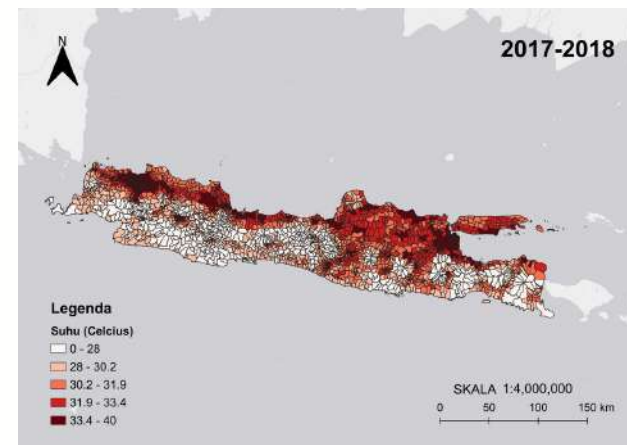 N
2017-2018
Legenda
Suhu (Celcius)
0 - 28
28 - 30.2
30.2 - 31.9
31.9 - 33.4
33.4 - 40
SKALA 1:4,000,000
0 50 100 150 km